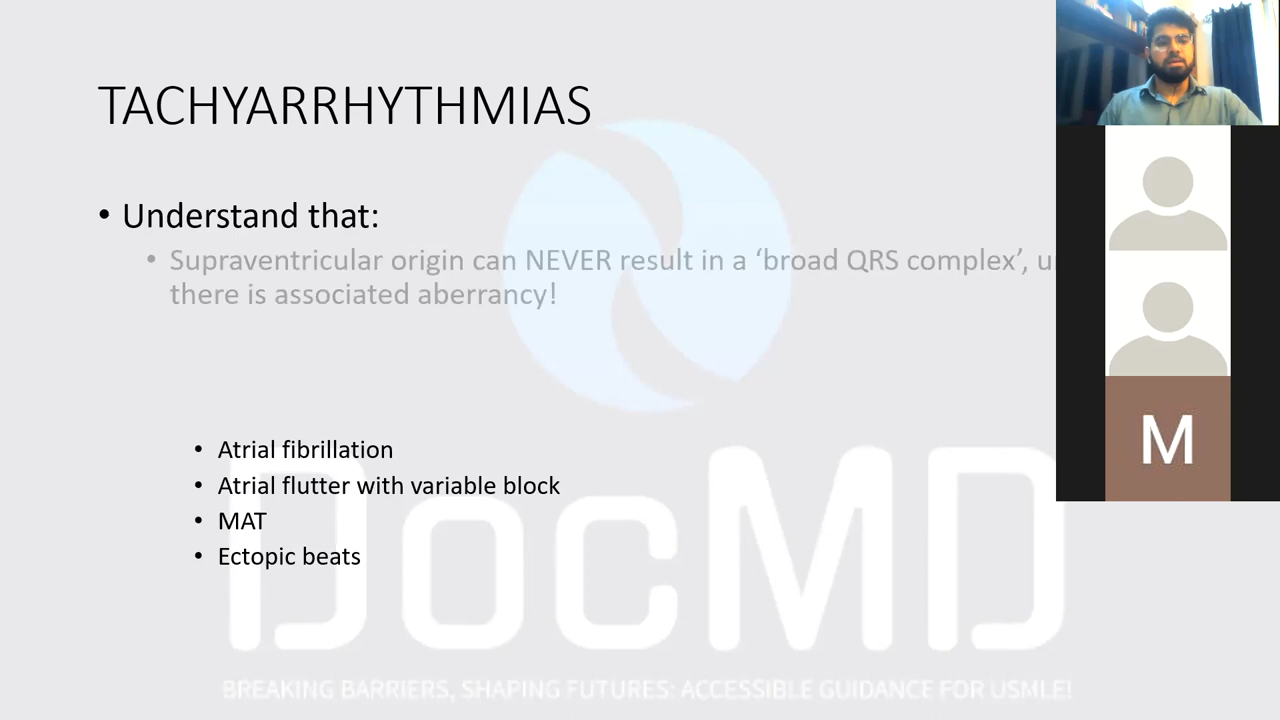 TACHYARRHYTHMIAS
• Understand that:
• Supraventricular origin can NEVER result in a ‘broad QRS complex’,
there is associated aberrancy!
• Atrial fibrillation
• Atrial flutter with variable block
• MAT
• Ectopic beats
DocMD
BREAKING BARRIERS, SHAPING FUTURES: ACCESSIBLE GUIDANCE FOR USMLE!
M